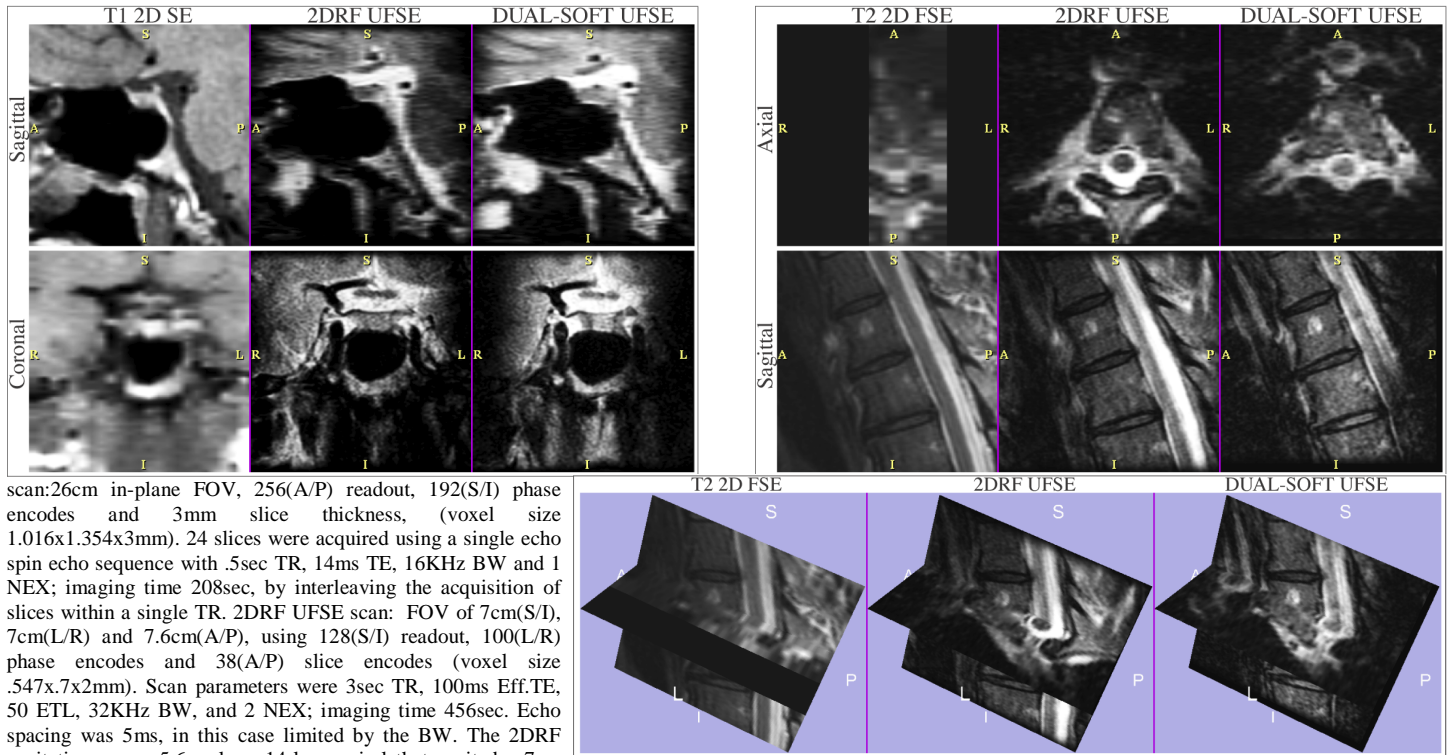 T1 2D SE 2DRF UFSE DUAL-SOFT UFSE
Sagittal
S S S
A A A P P P
I I I
Coronal
S S S
R R R L L L
I I I
T2 2D FSE 2DRF UFSE DUAL-SOFT UFSE
Axial
A A A
R R R L L L
P P P
Sagittal
S S S
A A A P P P
I I I
scan:26cm in-plane FOV, 256(A/P) readout, 192(S/I) phase
encodes and 3mm slice thickness, (voxel size
1.016x1.354x3mm). 24 slices were acquired using a single echo
spin echo sequence with .5sec TR, 14ms TE, 16KHz BW and 1
NEX; imaging time 208sec, by interleaving the acquisition of
slices within a single TR. 2DRF UFSE scan: FOV of 7cm(S/I),
7cm(L/R) and 7.6cm(A/P), using 128(S/I) readout, 100(L/R)
phase encodes and 38(A/P) slice encodes (voxel size
.547x.7x2mm). Scan parameters were 3sec TR, 100ms Eff.TE,
50 ETL, 32KHz BW, and 2 NEX; imaging time 456sec. Echo
spacing was 5ms, in this case limited by the BW. The 2DRF
T2 2D FSE 2DRF UFSE DUAL-SOFT UFSE
S S S
A A A
P P P
L L L
I I I